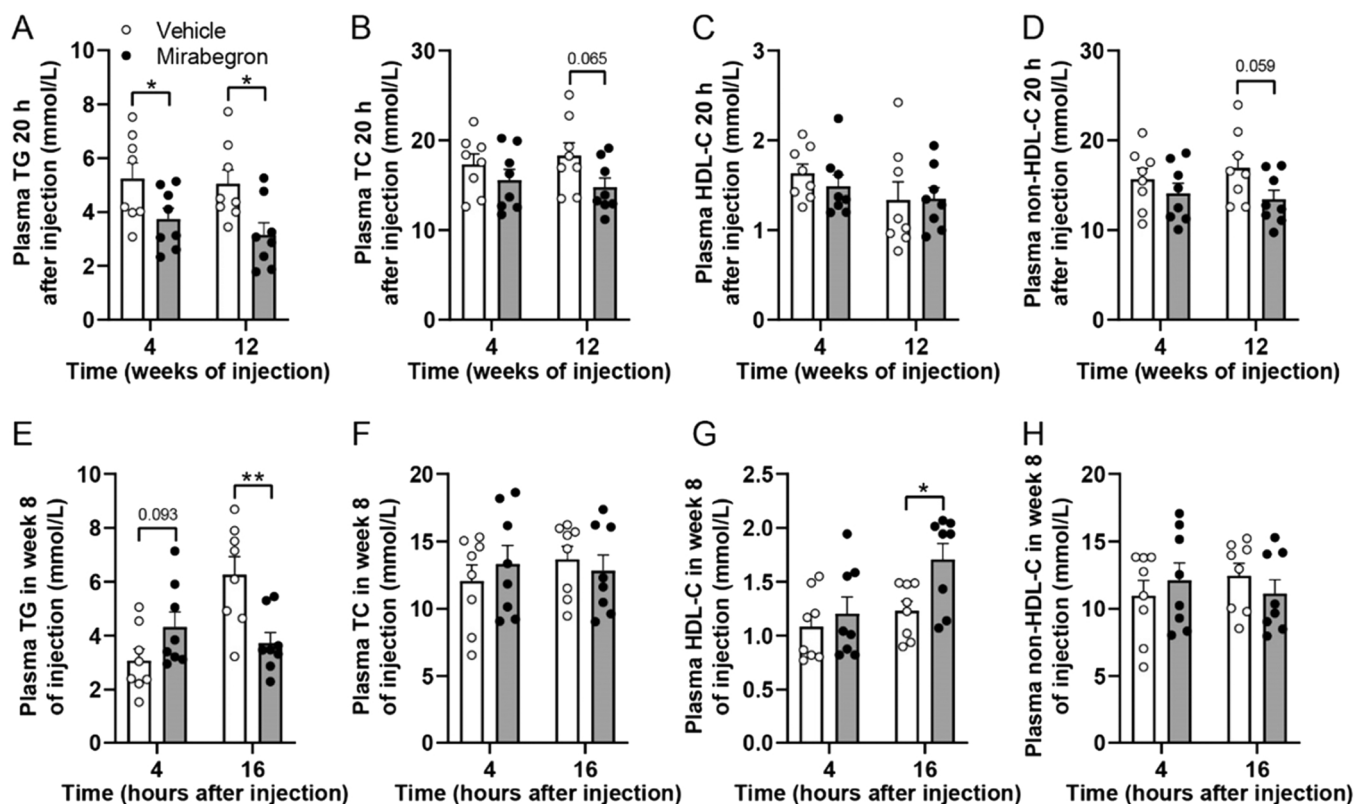 A
Vehicle
Mirabegron
Plasma TG 20 h
after injection (mmol/L)
10
8
6
4
2
0
*
*
4
12
Time (weeks of injection)
B
Plasma TC 20 h
after injection (mmol/L)
30
20
10
0
0.065
4
12
Time (weeks of injection)
C
Plasma HDL-C 20 h
after injection (mmol/L)
3
2
1
0
4
12
Time (weeks of injection)
D
Plasma non-HDL-C 20 h
after injection (mmol/L)
30
20
10
0
0.059
4
12
Time (weeks of injection)
E
Plasma TG in week 8
of injection (mmol/L)
10
8
6
4
2
0
0.093
**
4
16
Time (hours after injection)
F
Plasma TC in week 8
of injection (mmol/L)
20
15
10
5
0
4
16
Time (hours after injection)
G
Plasma HDL-C in week 8
of injection (mmol/L)
2.5
2.0
1.5
1.0
0.5
0.0
*
4
16
Time (hours after injection)
H
Plasma non-HDL-C in week 8
of injection (mmol/L)
20
15
10
5
0
4
16
Time (hours after injection)